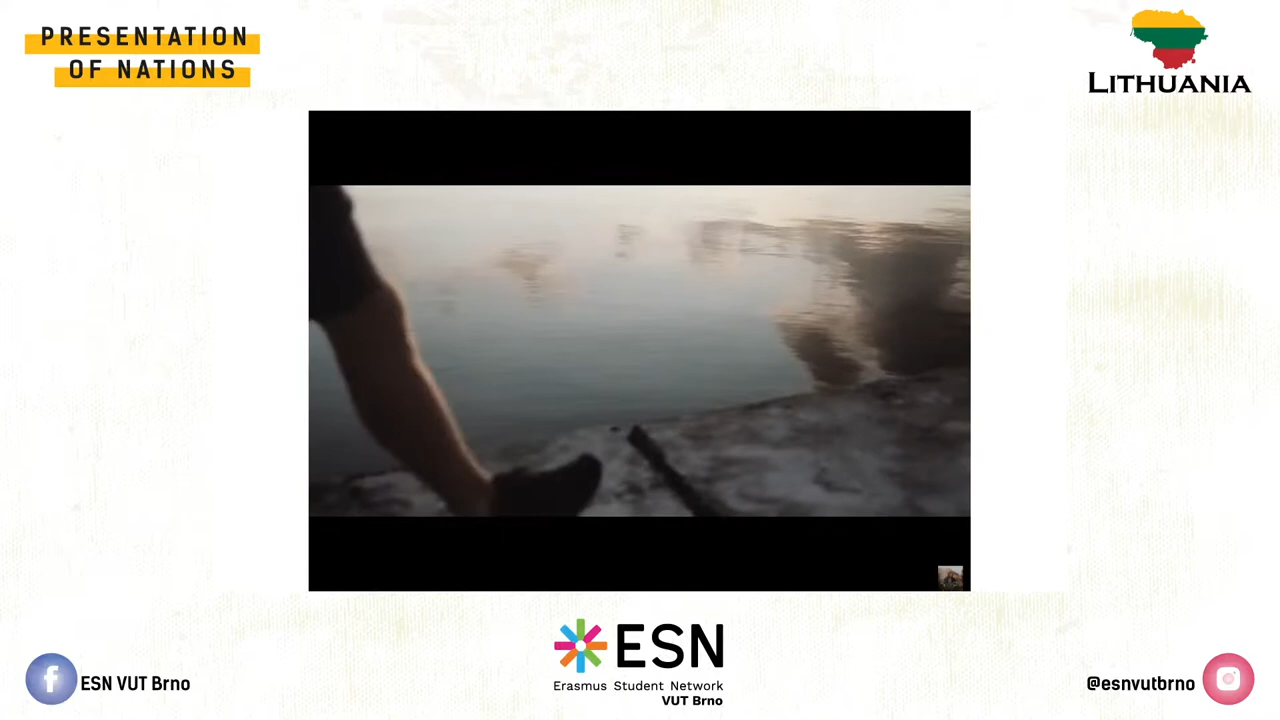 PRESENTATION
OF NATIONS
LITHUANIA
ESN
Erasmus Student Network
VUT Brno
f
ESN VUT Brno
@esnvutbrno